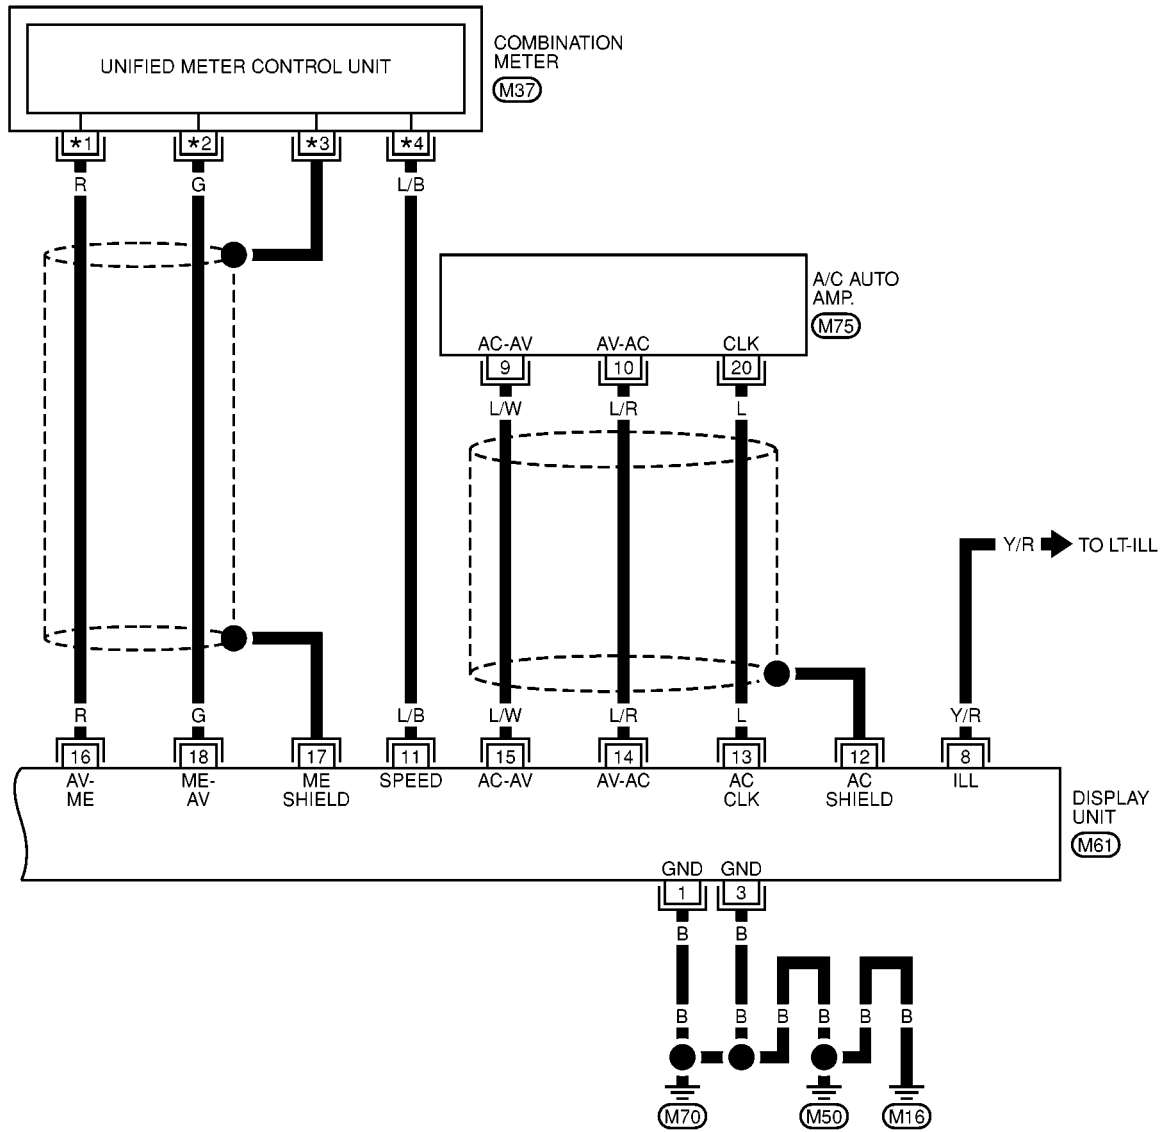 COMBINATION
METER
M37
UNIFIED METER CONTROL UNIT
*1 *2 *3 *4
R G L/B
A/C AUTO
AMP.
M75
AC-AV AV-AC CLK
9 10 20
L/W L/R L
Y/R TO LT-ILL
R G L/B L/W L/R L Y/R
16 18 17 11 15 14 13 12 8
AV- ME- ME SPEED AC-AV AV-AC AC AC ILL
ME AV SHIELD CLK SHIELD
DISPLAY
UNIT
M61
GND GND
1 3
B B
B B B B B B
M70 M50 M16